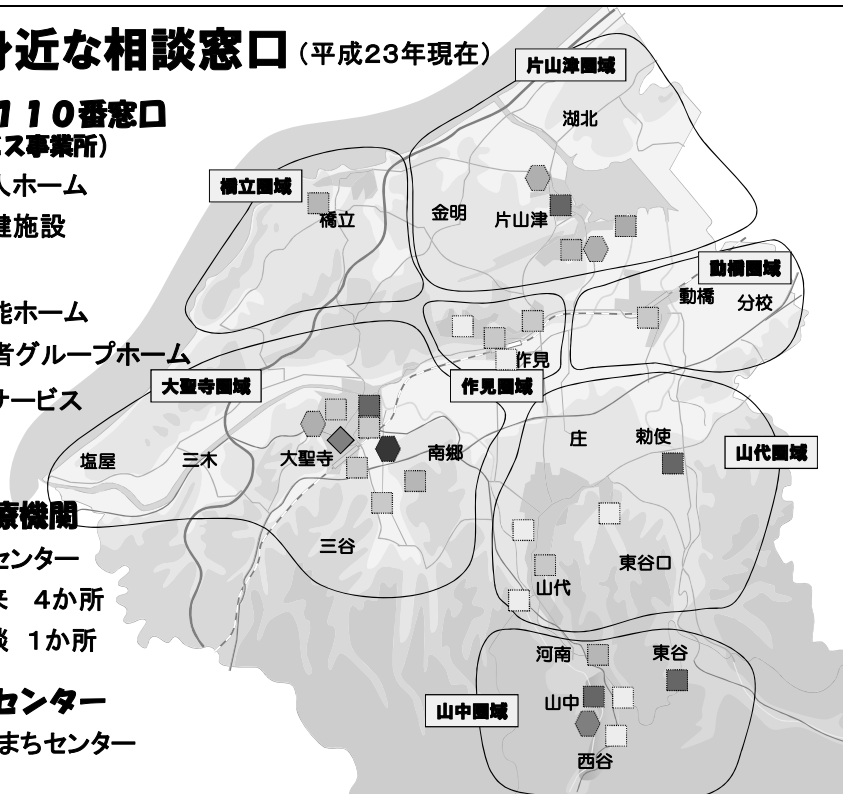 身近な相談窓口（平成23年現在）
110番窓口
ス事業所）
人ホーム
健施設
能ホーム
者グループホーム
サービス
療機関
センター
来 4か所
談 1か所
センター
まちセンター
片山津圏域
湖北
橋立圏域
橋立
金明
片山津
動橋圏域
動橋
分校
作見
大聖寺圏域
作見圏域
塩屋
三木
大聖寺
南郷
庄
勅使
山代圏域
三谷
東谷口
山代
河南
東谷
山中圏域
山中
西谷